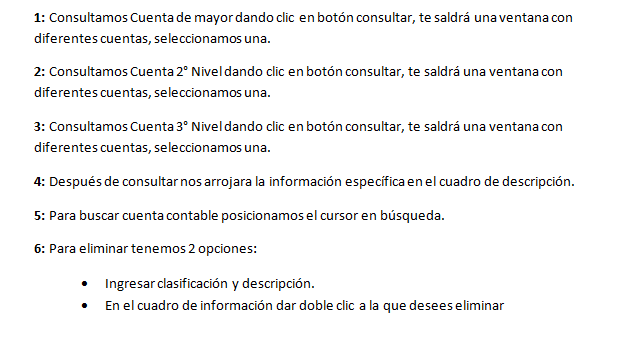 1: Consultamos Cuenta de mayor dando clic en botón consultar, te saldrá una ventana con
diferentes cuentas, seleccionamos una.
2: Consultamos Cuenta 2° Nivel dando clic en botón consultar, te saldrá una ventana con
diferentes cuentas, seleccionamos una.
3: Consultamos Cuenta 3° Nivel dando clic en botón consultar, te saldrá una ventana con
diferentes cuentas, seleccionamos una.
4: Después de consultar nos arrojara la información específica en el cuadro de descripción.
5: Para buscar cuenta contable posicionamos el cursor en búsqueda.
6: Para eliminar tenemos 2 opciones:
• Ingresar clasificación y descripción.
• En el cuadro de información dar doble clic a la que desees eliminar